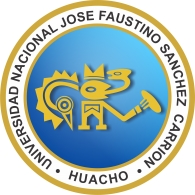 UNIVERSIDAD NACIONAL JOSE FAUSTINO SANCHEZ CARRION
• HUACHO •